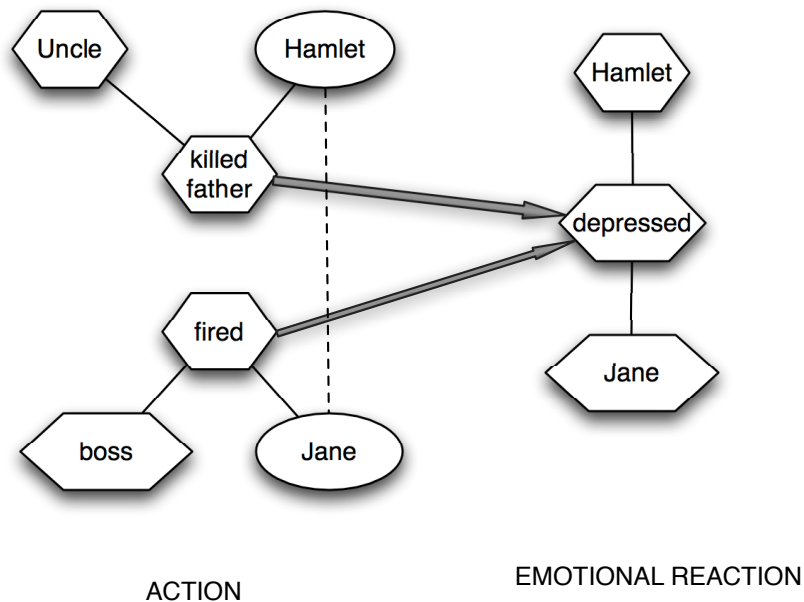 Uncle
Hamlet
Hamlet
killed
father
depressed
fired
Jane
boss
Jane
ACTION
EMOTIONAL REACTION